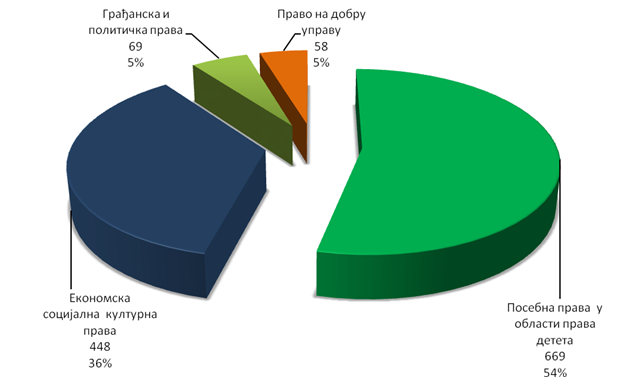 Грађанска и
политичка права
69
5%
Право на добру
управу
58
5%
Економска
социјална културна
права
448
36%
Посебна права у
области права
детета
669
54%